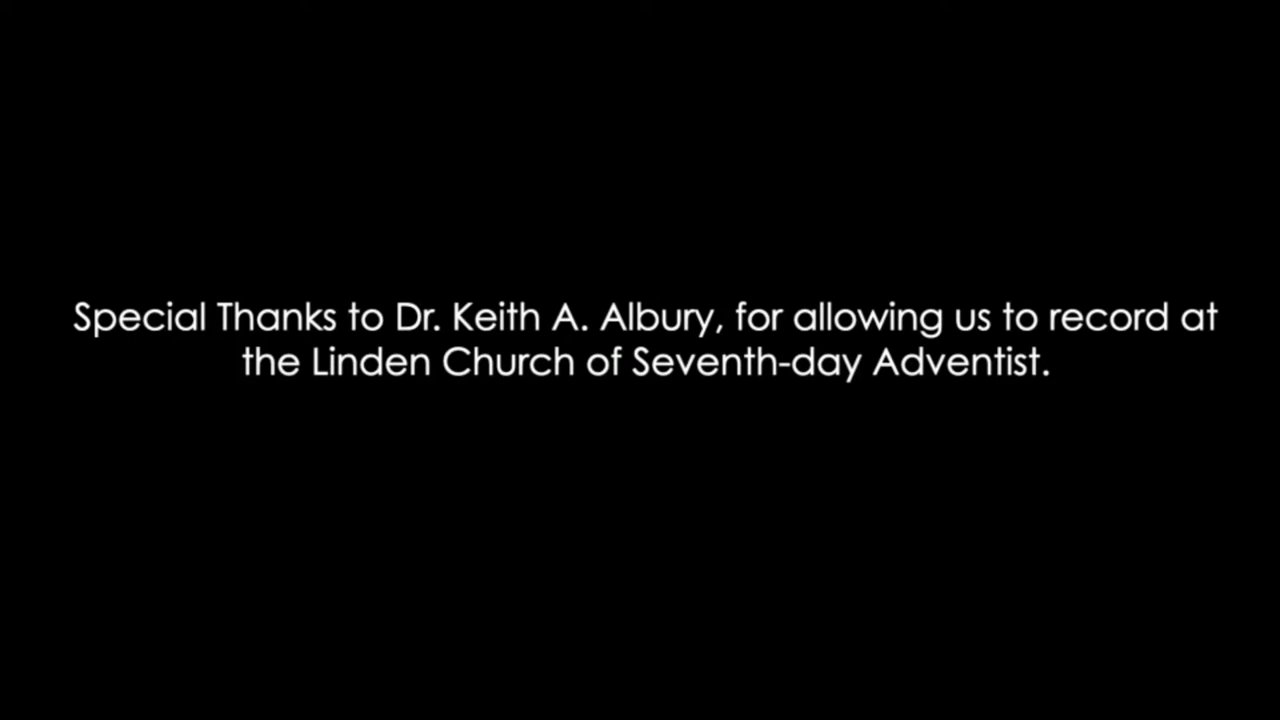 Special Thanks to Dr. Keith A. Albury, for allowing us to record at
the Linden Church of Seventh-day Adventist.